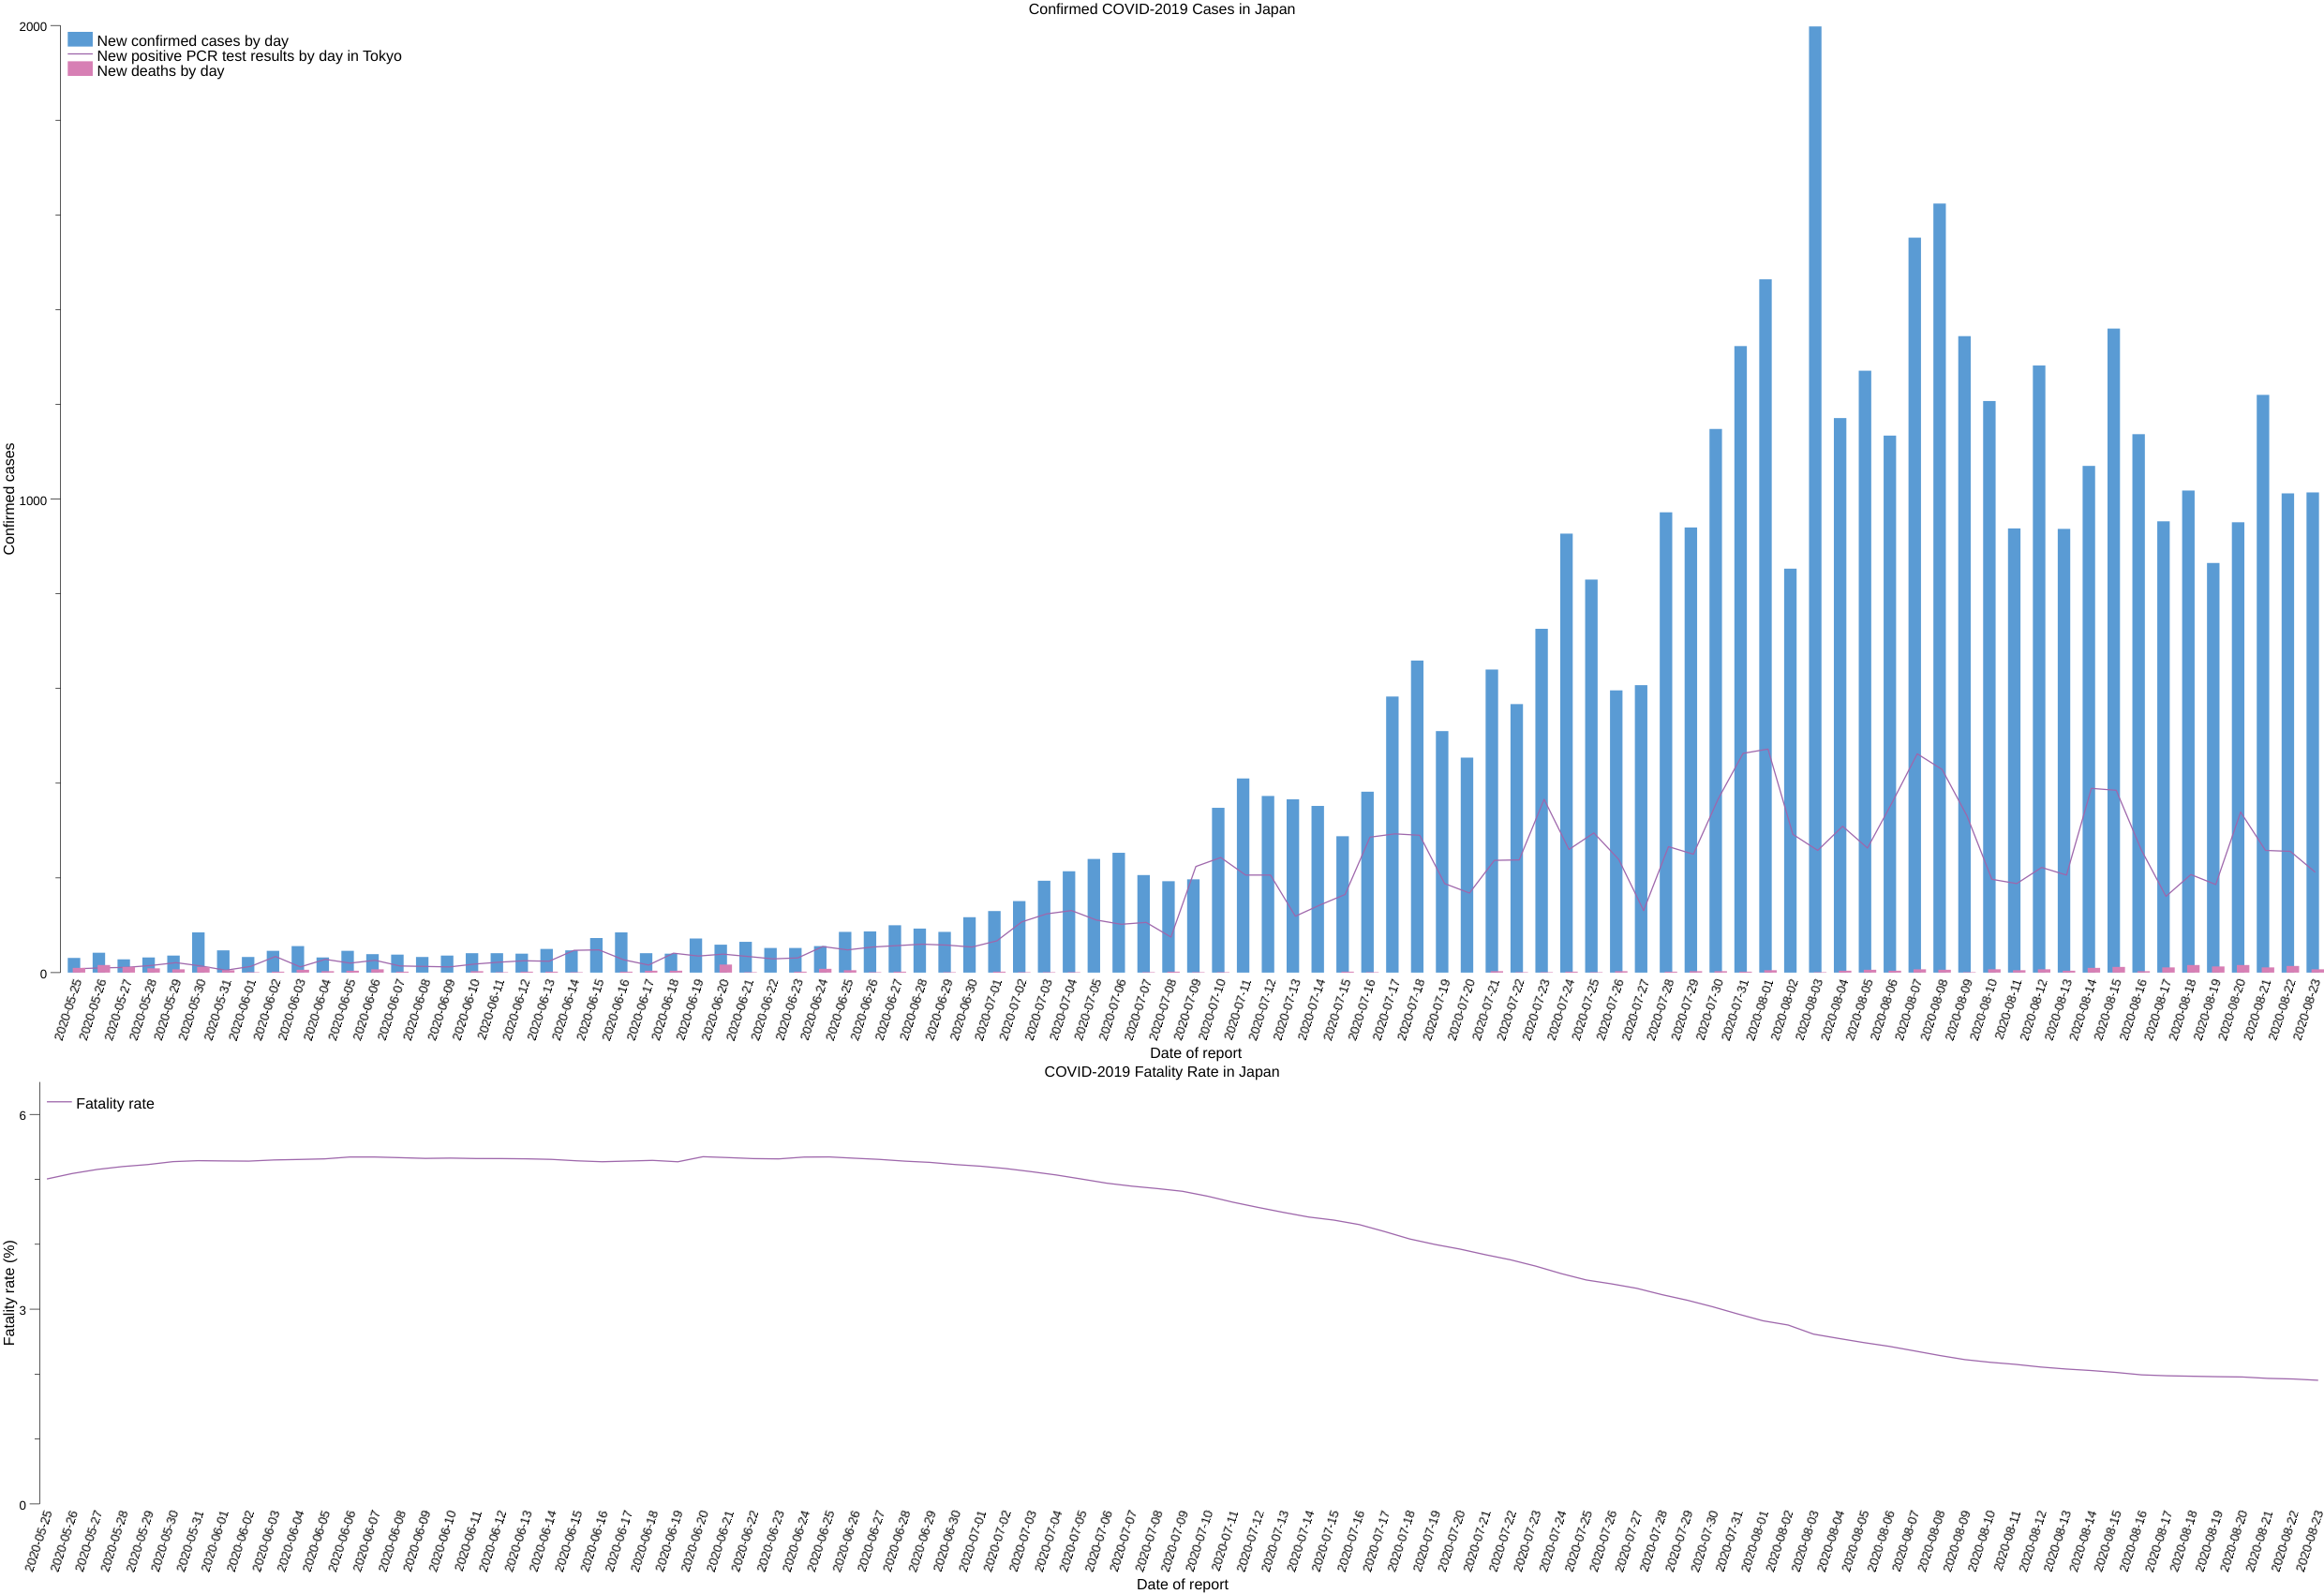 Confirmed COVID-2019 Cases in Japan
2000
New confirmed cases by day
New positive PCR test results by day in Tokyo
New deaths by day
Confirmed cases
1000
0
2020-05-25 2020-05-26 2020-05-27 2020-05-28 2020-05-29 2020-05-30 2020-05-31 2020-06-01 2020-06-02 2020-06-03 2020-06-04 2020-06-05 2020-06-06 2020-06-07 2020-06-08 2020-06-09 2020-06-10 2020-06-11 2020-06-12 2020-06-13 2020-06-14 2020-06-15 2020-06-16 2020-06-17 2020-06-18 2020-06-19 2020-06-20 2020-06-21 2020-06-22 2020-06-23 2020-06-24 2020-06-25 2020-06-26 2020-06-27 2020-06-28 2020-06-29 2020-06-30 2020-07-01 2020-07-02 2020-07-03 2020-07-04 2020-07-05 2020-07-06 2020-07-07 2020-07-08 2020-07-09 2020-07-10 2020-07-11 2020-07-12 2020-07-13 2020-07-14 2020-07-15 2020-07-16 2020-07-17 2020-07-18 2020-07-19 2020-07-20 2020-07-21 2020-07-22 2020-07-23 2020-07-24 2020-07-25 2020-07-26 2020-07-27 2020-07-28 2020-07-29 2020-07-30 2020-07-31 2020-08-01 2020-08-02 2020-08-03 2020-08-04 2020-08-05 2020-08-06 2020-08-07 2020-08-08 2020-08-09 2020-08-10 2020-08-11 2020-08-12 2020-08-13 2020-08-14 2020-08-15 2020-08-16 2020-08-17 2020-08-18 2020-08-19 2020-08-20 2020-08-21 2020-08-22 2020-08-23
Date of report
COVID-2019 Fatality Rate in Japan
Fatality rate
6
Fatality rate (%)
3
0
2020-05-25 2020-05-26 2020-05-27 2020-05-28 2020-05-29 2020-05-30 2020-05-31 2020-06-01 2020-06-02 2020-06-03 2020-06-04 2020-06-05 2020-06-06 2020-06-07 2020-06-08 2020-06-09 2020-06-10 2020-06-11 2020-06-12 2020-06-13 2020-06-14 2020-06-15 2020-06-16 2020-06-17 2020-06-18 2020-06-19 2020-06-20 2020-06-21 2020-06-22 2020-06-23 2020-06-24 2020-06-25 2020-06-26 2020-06-27 2020-06-28 2020-06-29 2020-06-30 2020-07-01 2020-07-02 2020-07-03 2020-07-04 2020-07-05 2020-07-06 2020-07-07 2020-07-08 2020-07-09 2020-07-10 2020-07-11 2020-07-12 2020-07-13 2020-07-14 2020-07-15 2020-07-16 2020-07-17 2020-07-18 2020-07-19 2020-07-20 2020-07-21 2020-07-22 2020-07-23 2020-07-24 2020-07-25 2020-07-26 2020-07-27 2020-07-28 2020-07-29 2020-07-30 2020-07-31 2020-08-01 2020-08-02 2020-08-03 2020-08-04 2020-08-05 2020-08-06 2020-08-07 2020-08-08 2020-08-09 2020-08-10 2020-08-11 2020-08-12 2020-08-13 2020-08-14 2020-08-15 2020-08-16 2020-08-17 2020-08-18 2020-08-19 2020-08-20 2020-08-21 2020-08-22 2020-08-23
Date of report